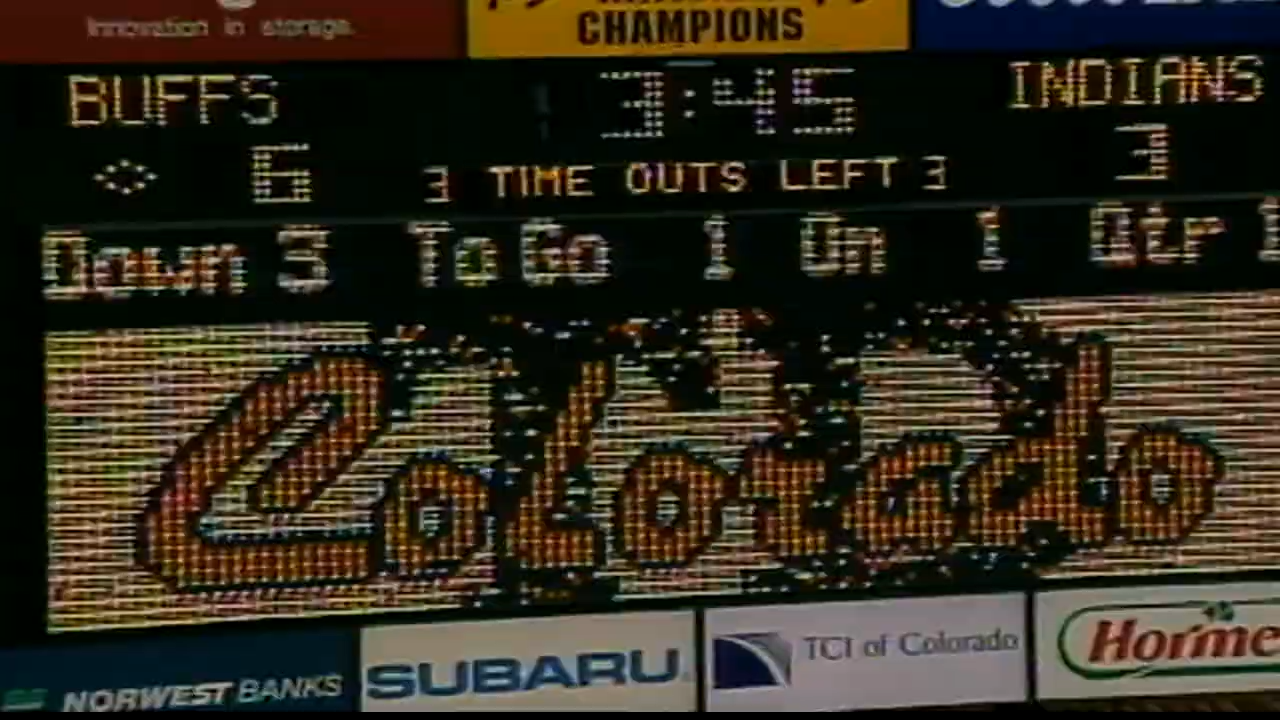 Innovation in storage.
CHAMPIONS
BUFFS 3:45 INDIANS
6 3 TIME OUTS LEFT 3 3
Down 3 To Go 1 On 1 Qtr 1
Colorado
NORWEST BANKS
SUBARU
TCI of Colorado
Horme